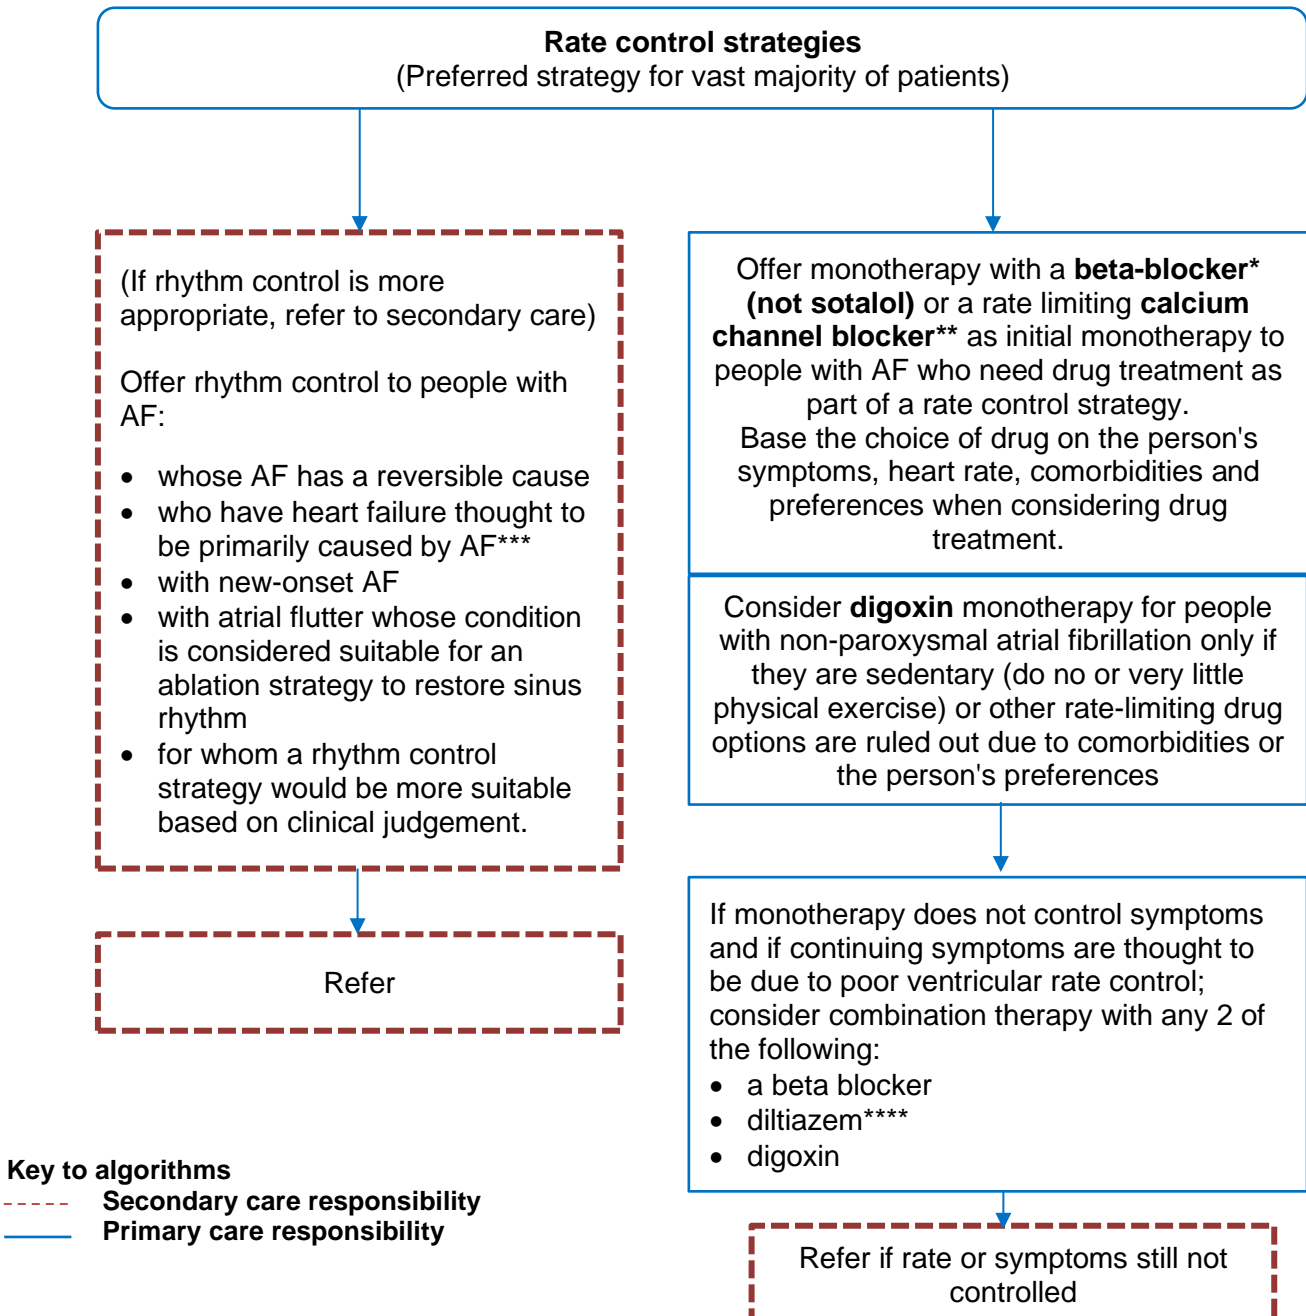 Rate control strategies
(Preferred strategy for vast majority of patients)
(If rhythm control is more
appropriate, refer to secondary care)
Offer rhythm control to people with
AF:
• whose AF has a reversible cause
• who have heart failure thought to
be primarily caused by AF***
• with new-onset AF
• with atrial flutter whose condition
is considered suitable for an
ablation strategy to restore sinus
rhythm
• for whom a rhythm control
strategy would be more suitable
based on clinical judgement.
Refer
Offer monotherapy with a beta-blocker*
(not sotalol) or a rate limiting calcium
channel blocker** as initial monotherapy to
people with AF who need drug treatment as
part of a rate control strategy.
Base the choice of drug on the person's
symptoms, heart rate, comorbidities and
preferences when considering drug
treatment.
Consider digoxin monotherapy for people
with non-paroxysmal atrial fibrillation only if
they are sedentary (do no or very little
physical exercise) or other rate-limiting drug
options are ruled out due to comorbidities or
the person's preferences
If monotherapy does not control symptoms
and if continuing symptoms are thought to
be due to poor ventricular rate control;
consider combination therapy with any 2 of
the following:
• a beta blocker
• diltiazem****
• digoxin
Refer if rate or symptoms still not
controlled
Key to algorithms
Secondary care responsibility
Primary care responsibility